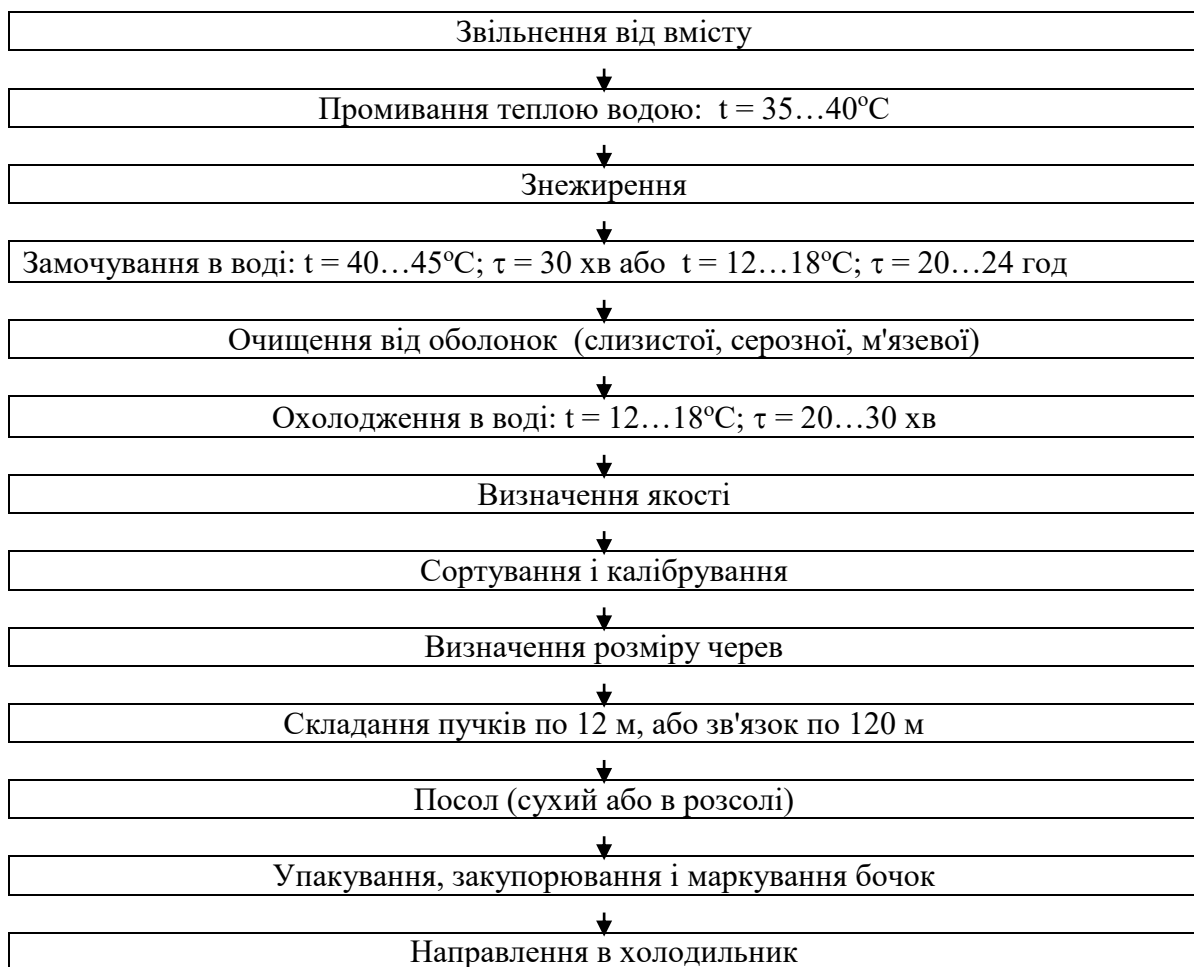 Звільнення від вмісту
Промивання теплою водою: t = 35…40ºС
Знежирення
Замочування в воді: t = 40…45ºС; τ = 30 хв або t = 12…18ºС; τ = 20…24 год
Очищення від оболонок (слизистої, серозної, м'язевої)
Охолодження в воді: t = 12…18ºС; τ = 20…30 хв
Визначення якості
Сортування і калібрування
Визначення розміру черев
Складання пучків по 12 м, або зв'язок по 120 м
Посол (сухий або в розсолі)
Упакування, закупорювання і маркування бочок
Направлення в холодильник